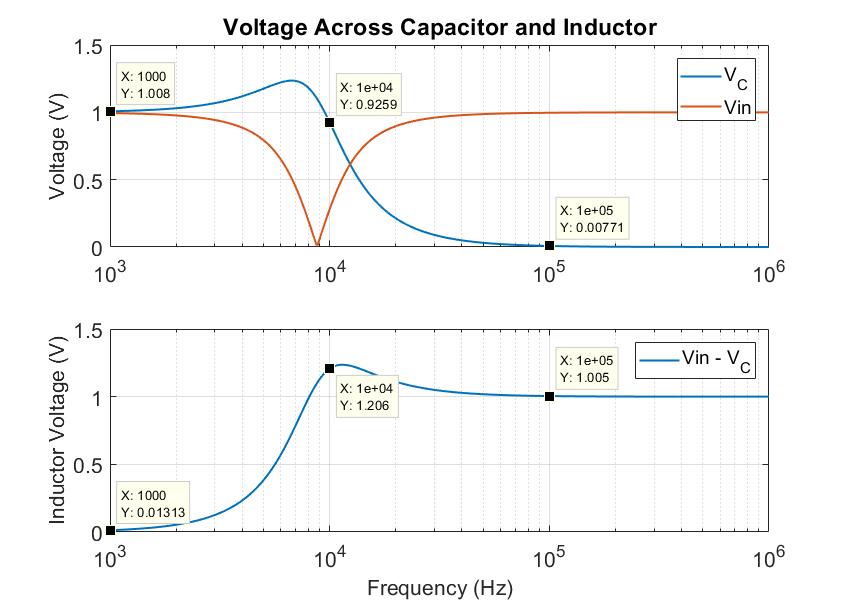 Voltage Across Capacitor and Inductor
Voltage (V)
1.5
1
0.5
0
X: 1000
Y: 1.008
X: 1e+04
Y: 0.9259
X: 1e+05
Y: 0.00771
V_C
Vin
10^3
10^4
10^5
10^6
Inductor Voltage (V)
1.5
1
0.5
0
X: 1000
Y: 0.01313
X: 1e+04
Y: 1.206
X: 1e+05
Y: 1.005
Vin - V_C
10^3
10^4
10^5
10^6
Frequency (Hz)